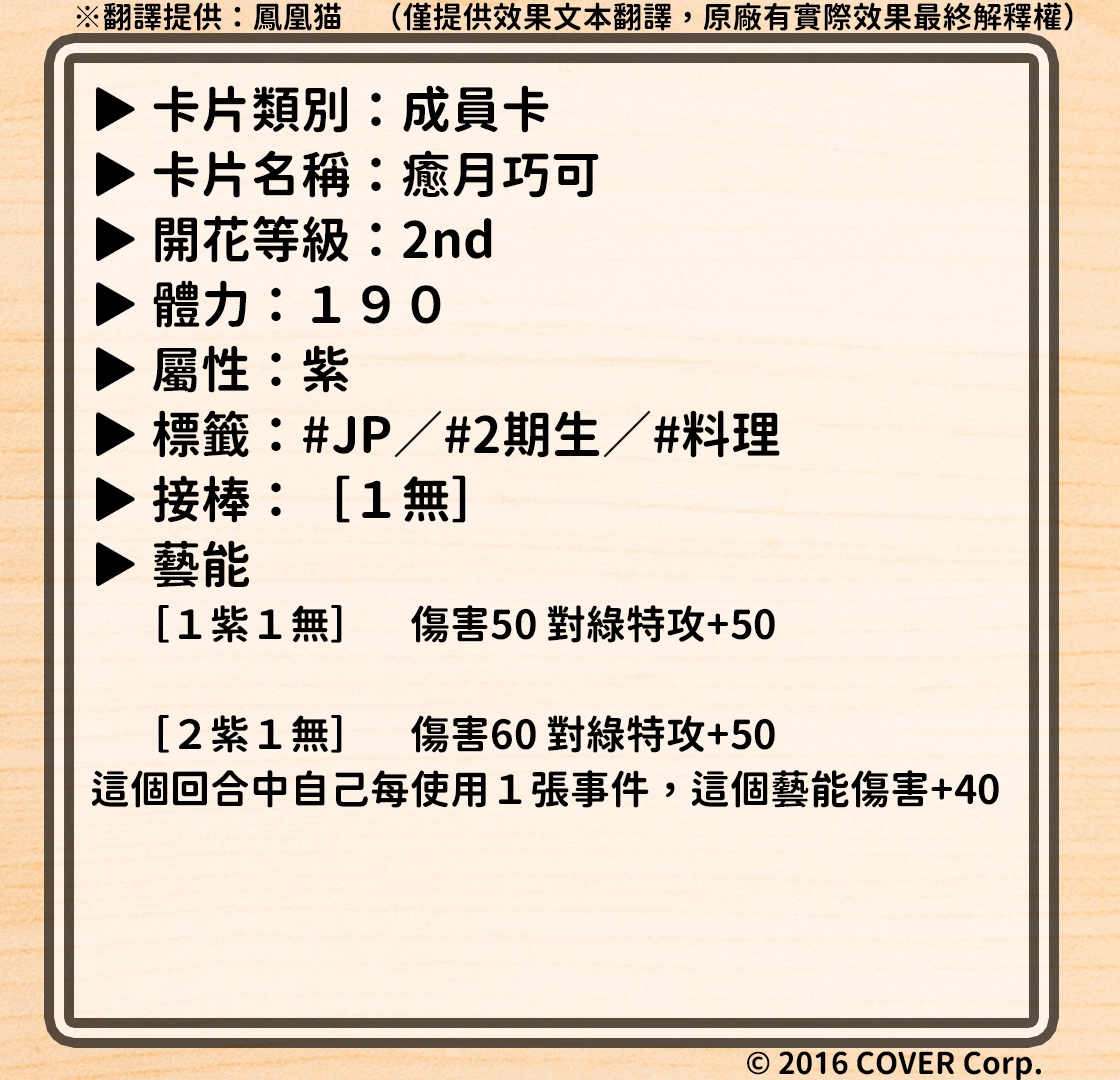 ※翻譯提供：鳳凰猫　（僅提供效果文本翻譯，原廠有實際效果最終解釋權）
▶ 卡片類別：成員卡
▶ 卡片名稱：癒月巧可
▶ 開花等級：2nd
▶ 體力：１９０
▶ 屬性：紫
▶ 標籤：#JP／#2期生／#料理
▶ 接棒：［１無］
▶ 藝能
［１紫１無］　傷害50 對綠特攻+50
［２紫１無］　傷害60 對綠特攻+50
這個回合中自己每使用１張事件，這個藝能傷害+40
© 2016 COVER Corp.